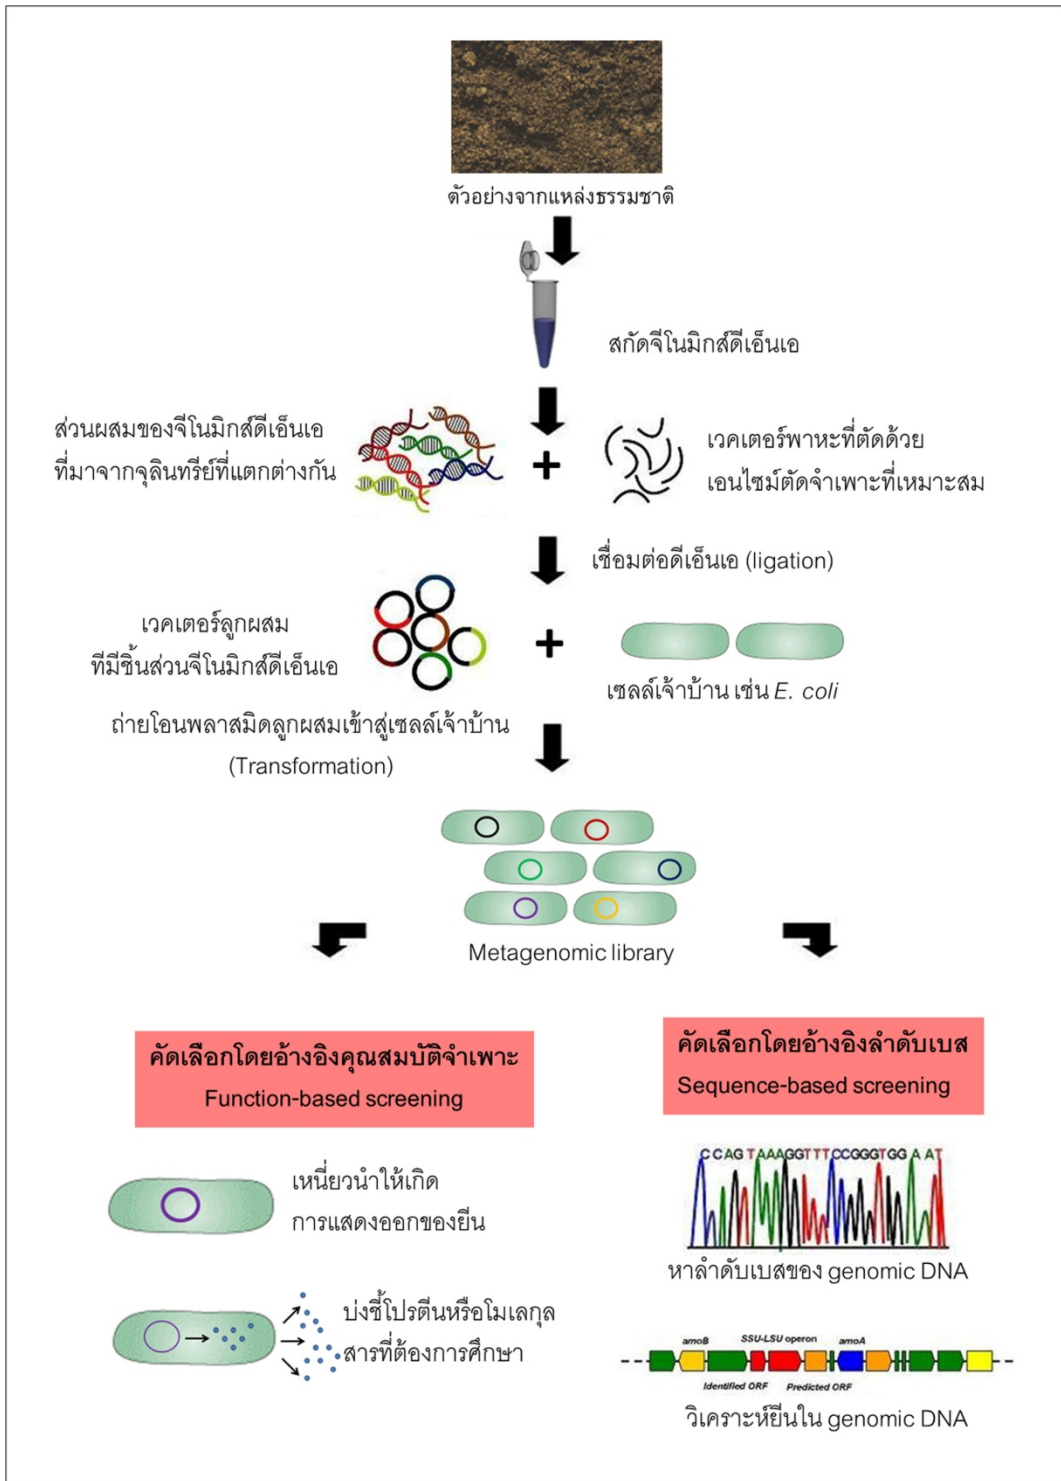 ตัวอย่างจากแหล่งธรรมชาติ
สกัดจีโนมิกส์ดีเอ็นเอ
ส่วนผสมของจีโนมิกส์ดีเอ็นเอ
ที่มาจากจุลินทรีย์ที่แตกต่างกัน
+
เวคเตอร์พาหะที่ตัดด้วย
เอนไซม์ตัดจำเพาะที่เหมาะสม
เชื่อมต่อดีเอ็นเอ (ligation)
เวคเตอร์ลูกผสม
ที่มีชิ้นส่วนจีโนมิกส์ดีเอ็นเอ
+
เซลล์เจ้าบ้าน เช่น E. coli
ถ่ายโอนพลาสมิดลูกผสมเข้าสู่เซลล์เจ้าบ้าน
(Transformation)
Metagenomic library
คัดเลือกโดยอ้างอิงคุณสมบัติจำเพาะ
Function-based screening
เหนี่ยวนำให้เกิด
การแสดงออกของยีน
บ่งชี้โปรตีนหรือโมเลกุล
สารที่ต้องการศึกษา
คัดเลือกโดยอ้างอิงลำดับเบส
Sequence-based screening
CCAGTAAAGGTTTCCGGGTGGAAT
หาลำดับเบสของ genomic DNA
amoB SSU-LSU operon amoA
Identified ORF Predicted ORF
วิเคราะห์ยีนใน genomic DNA